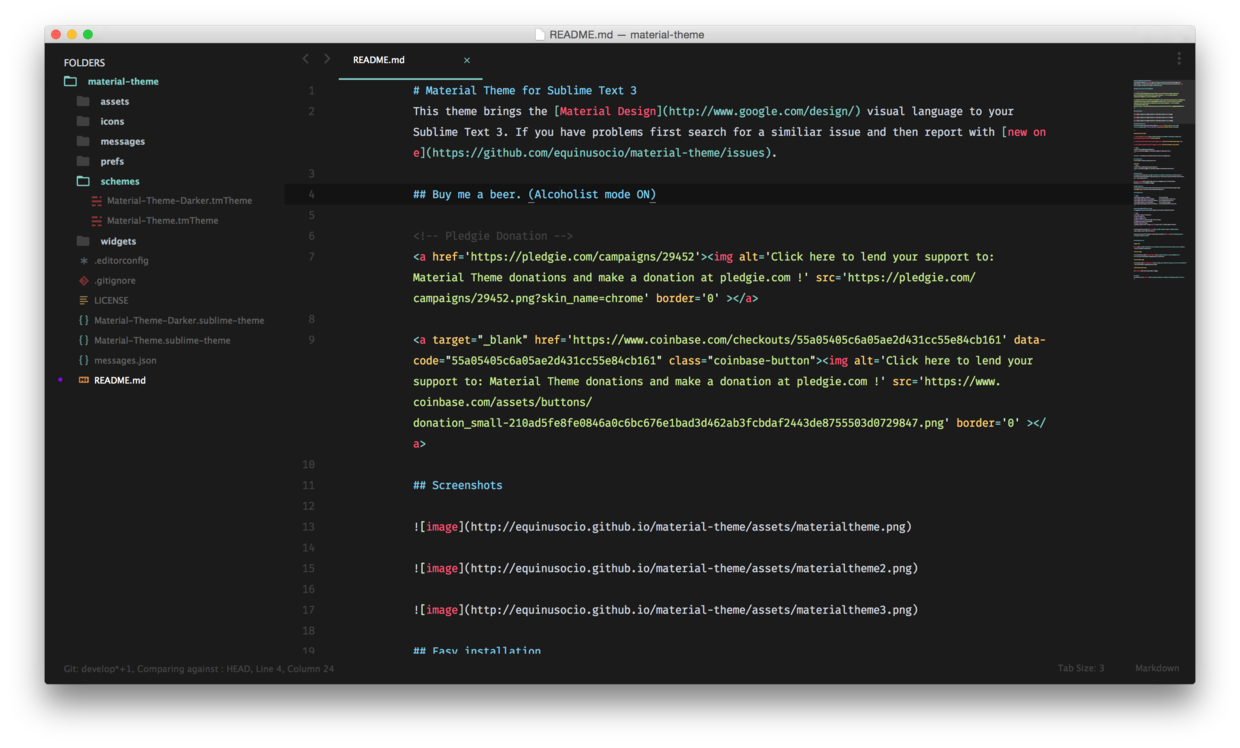 README.md — material-theme
FOLDERS
material-theme
assets
icons
messages
prefs
schemes
Material-Theme-Darker.tmTheme
Material-Theme.tmTheme
widgets
.editorconfig
.gitignore
LICENSE
Material-Theme-Darker.sublime-theme
Material-Theme.sublime-theme
messages.json
README.md
README.md ×
1 # Material Theme for Sublime Text 3
2 This theme brings the [Material Design](http://www.google.com/design/) visual language to your
Sublime Text 3. If you have problems first search for a similiar issue and then report with [new on
e](https://github.com/equinusocio/material-theme/issues).
3
4 ## Buy me a beer. (Alcoholist mode ON)
5
6 <!-- Pledgie Donation -->
7 <a href='https://pledgie.com/campaigns/29452'><img alt='Click here to lend your support to:
Material Theme donations and make a donation at pledgie.com !' src='https://pledgie.com/
campaigns/29452.png?skin_name=chrome' border='0' ></a>
8
9 <a target="_blank" href='https://www.coinbase.com/checkouts/55a05405c6a05ae2d431cc55e84cb161' data-
code="55a05405c6a05ae2d431cc55e84cb161" class="coinbase-button"><img alt='Click here to lend your
support to: Material Theme donations and make a donation at pledgie.com !' src='https://www.
coinbase.com/assets/buttons/
donation_small-210ad5fe8fe0846a0c6bc676e1bad3d462ab3fcbdaf2443de8755503d0729847.png' border='0' ></
a>
10
11 ## Screenshots
12
13 ![image](http://equinusocio.github.io/material-theme/assets/materialtheme.png)
14
15 ![image](http://equinusocio.github.io/material-theme/assets/materialtheme2.png)
16
17 ![image](http://equinusocio.github.io/material-theme/assets/materialtheme3.png)
18
19 ## Easy installation
Git: develop*+1, Comparing against : HEAD, Line 4, Column 24
Tab Size: 3
Markdown